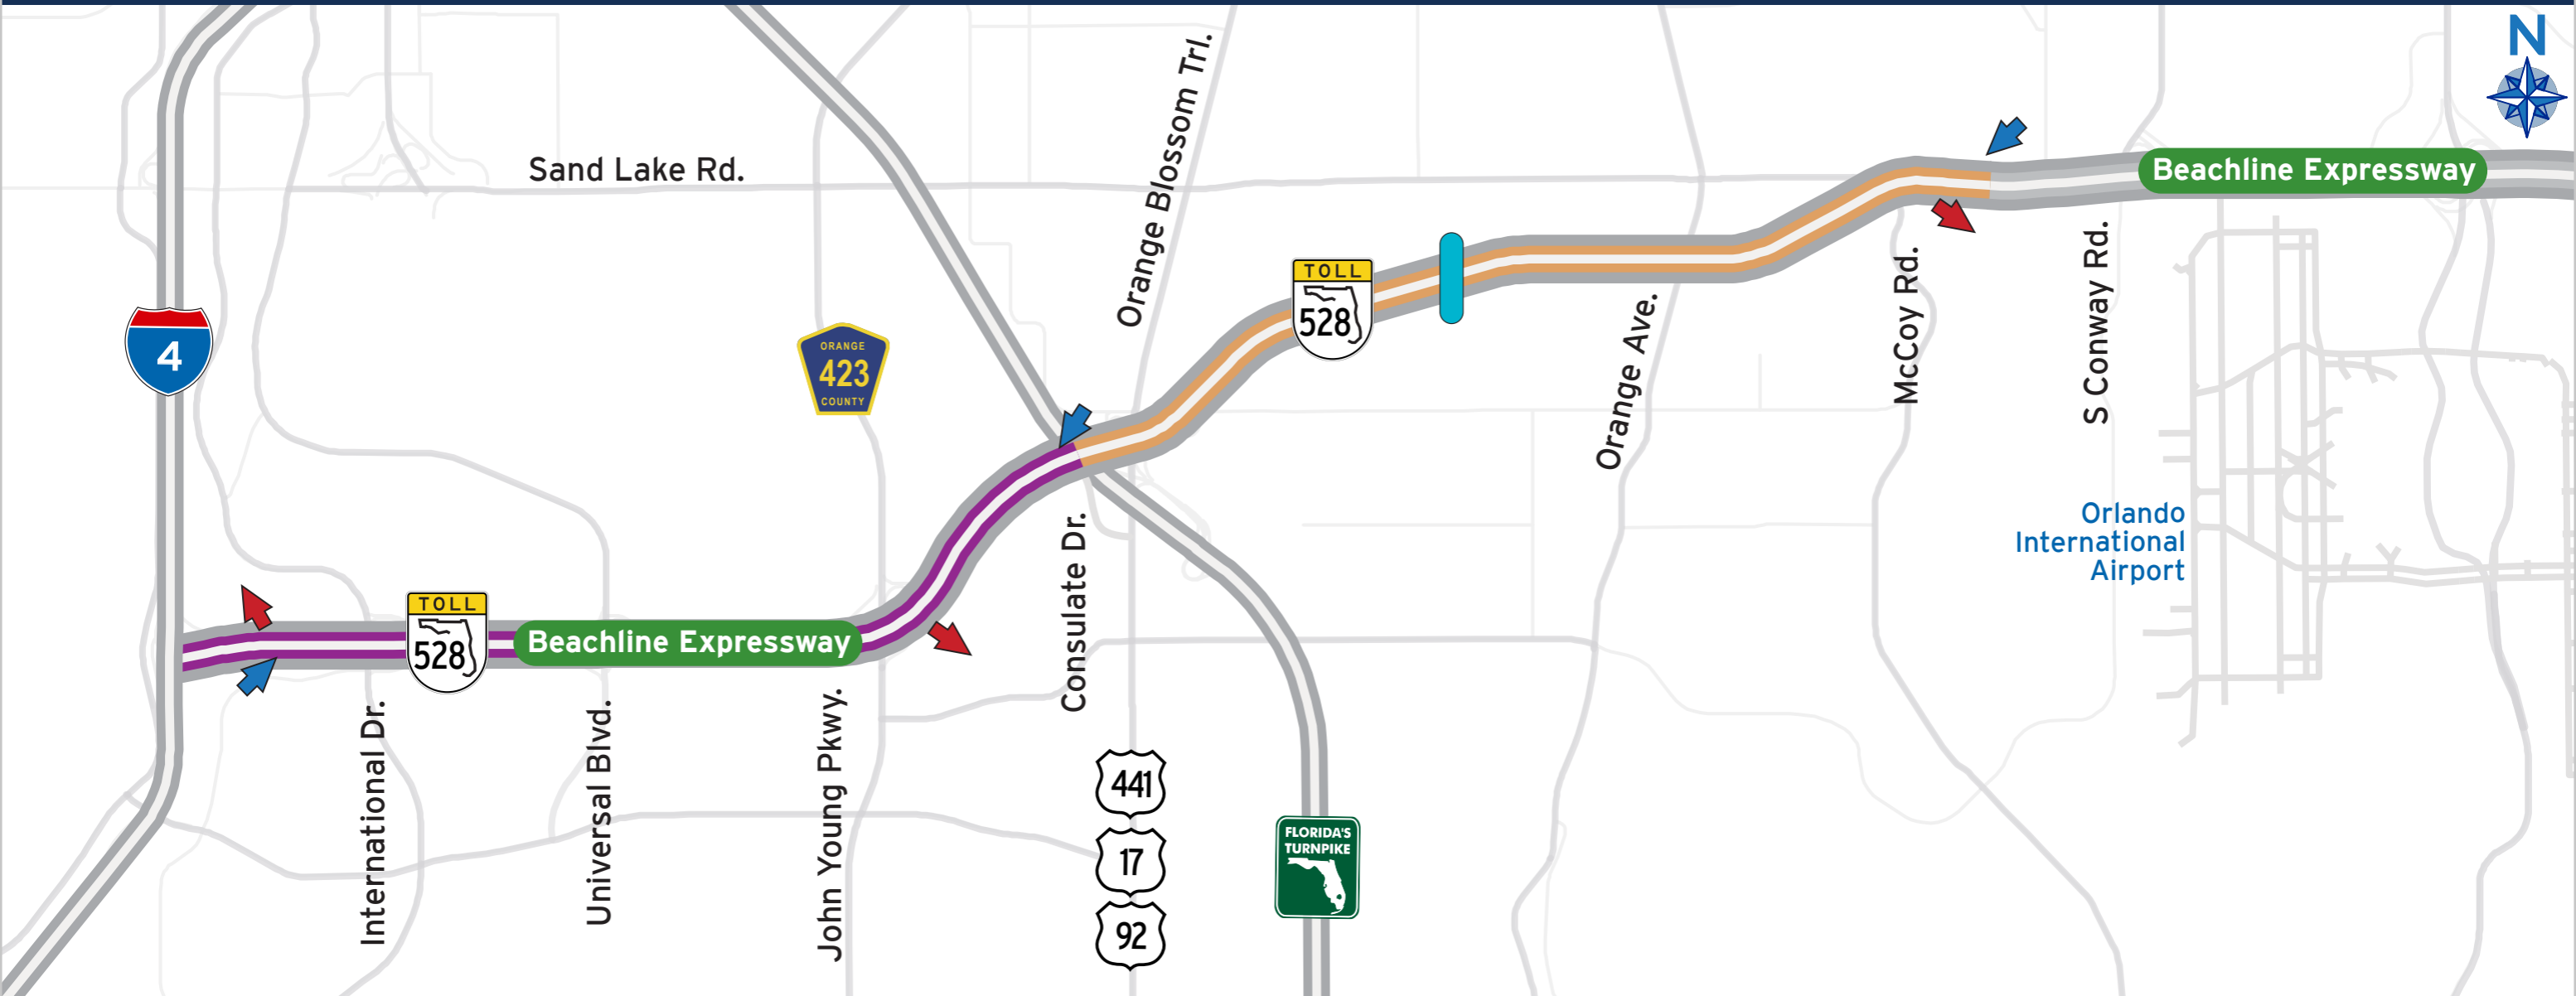 N
Orange Blossom Trl.
Sand Lake Rd.
Beachline Expressway
S Conway Rd.
McCoy Rd.
TOLL
528
Orange Ave.
4
ORANGE
423
COUNTY
Orlando
International
Airport
Consulate Dr.
TOLL
528
Beachline Expressway
International Dr.
Universal Blvd.
John Young Pkwy.
441
17
92
FLORIDA'S
TURNPIKE